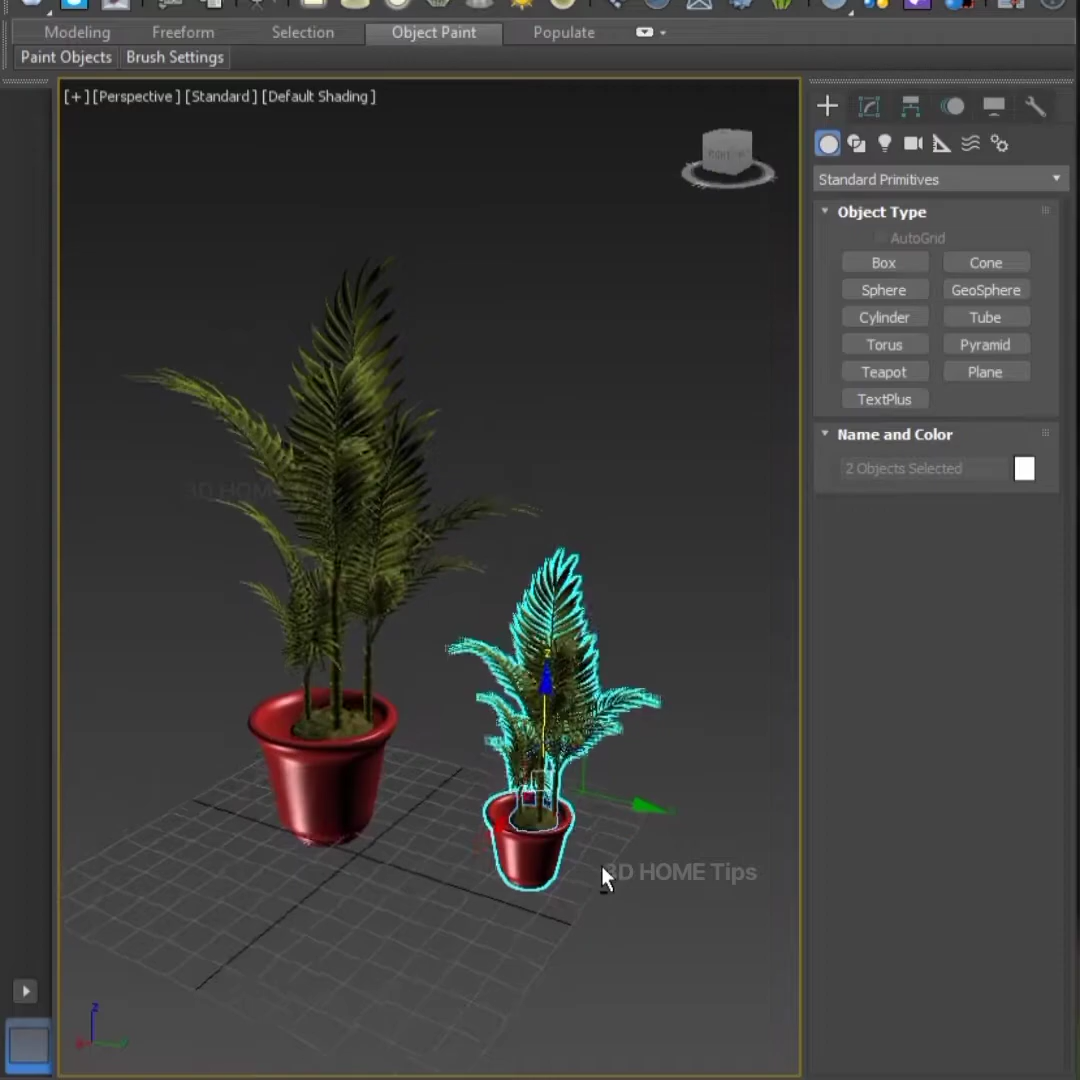 Modeling Freeform Selection Object Paint Populate
Paint Objects Brush Settings
[+] [Perspective] [Standard] [Default Shading]
Standard Primitives
Object Type
AutoGrid
Box Cone
Sphere GeoSphere
Cylinder Tube
Torus Pyramid
Teapot Plane
TextPlus
Name and Color
2 Objects Selected
3D HOM
z
3D HOME Tips
z